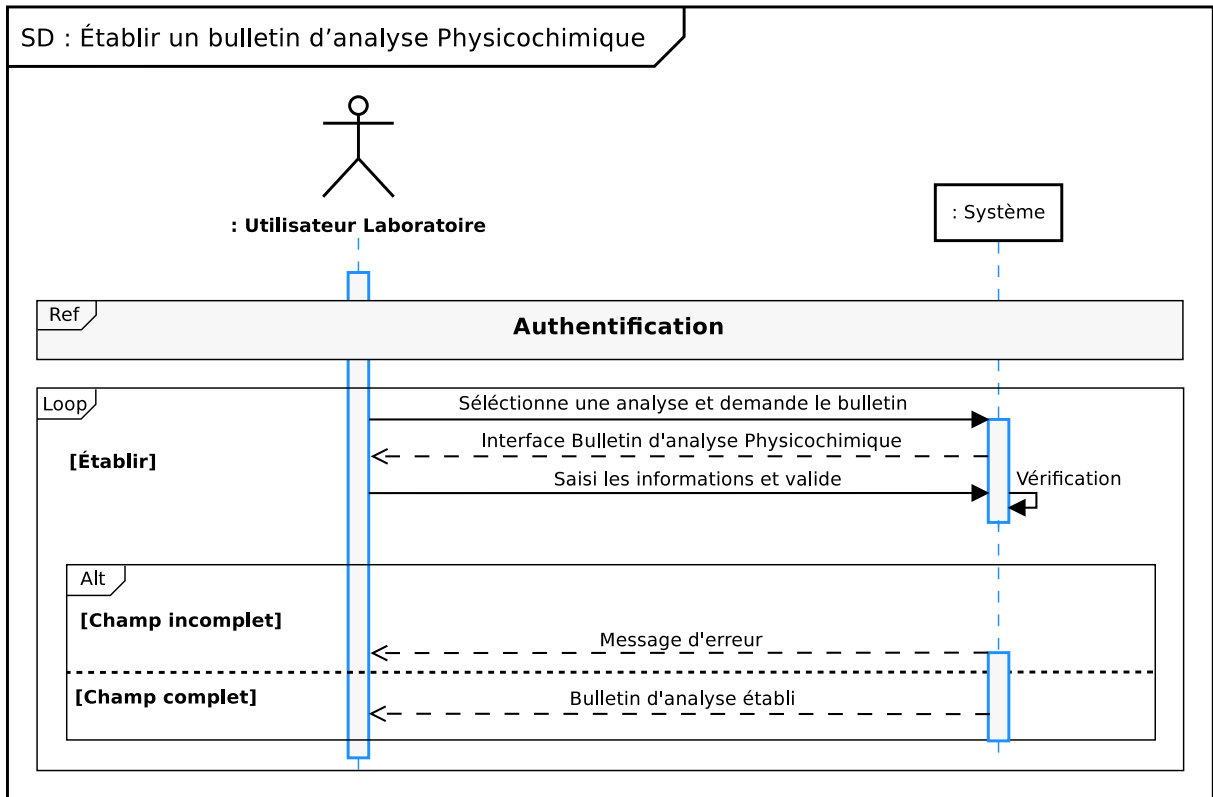 SD : Établir un bulletin d’analyse Physicochimique
: Utilisateur Laboratoire
: Système
Ref
Authentification
Loop
Séléctionne une analyse et demande le bulletin
Interface Bulletin d'analyse Physicochimique
[Établir]
Saisi les informations et valide
Vérification
Alt
[Champ incomplet]
Message d'erreur
[Champ complet]
Bulletin d'analyse établi